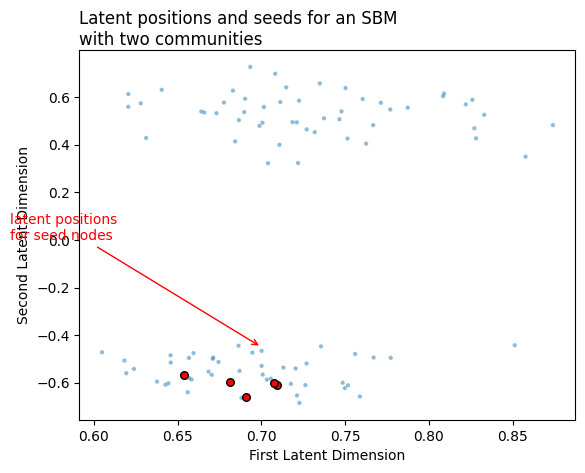 Latent positions and seeds for an SBM
with two communities
0.6
0.4
0.2
0.0
−0.2
−0.4
−0.6
Second Latent Dimension
latent positions
for seed nodes
0.60
0.65
0.70
0.75
0.80
0.85
First Latent Dimension